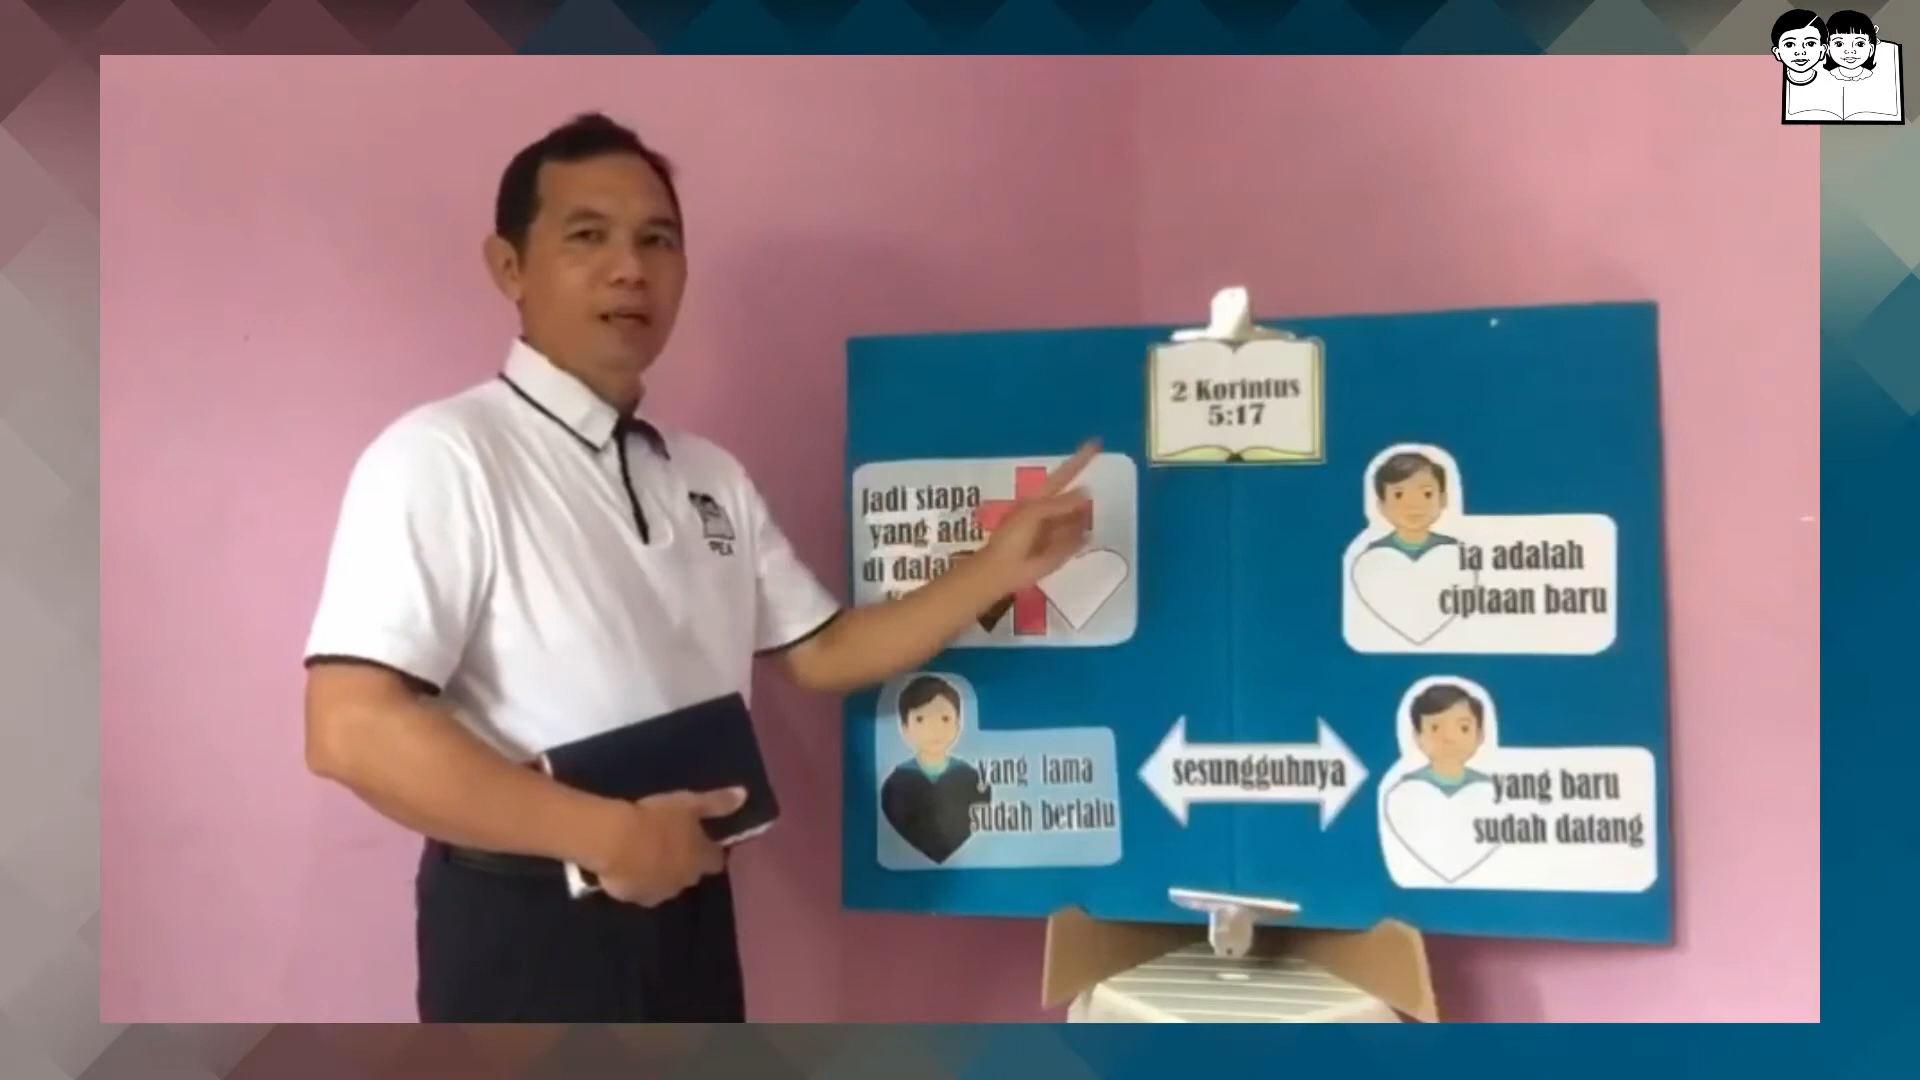 2 Korintus
5:17
Jadi siapa
yang ada
di
ia adalah
ciptaan baru
yang lama
sudah berlalu
sesungguhnya
yang baru
sudah datang